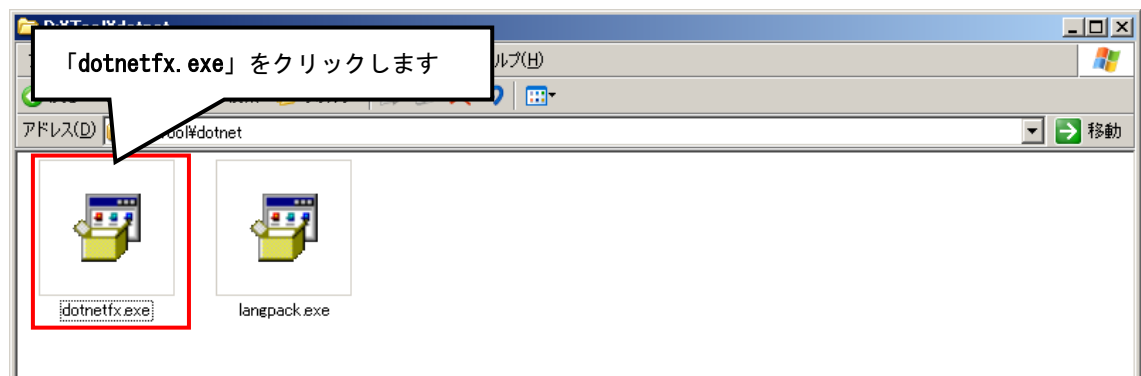 「dotnetfx.exe」をクリックします
ルプ(H)
アドレス(D)
ool¥dotnet
移動
dotnetfx.exe
langpack.exe